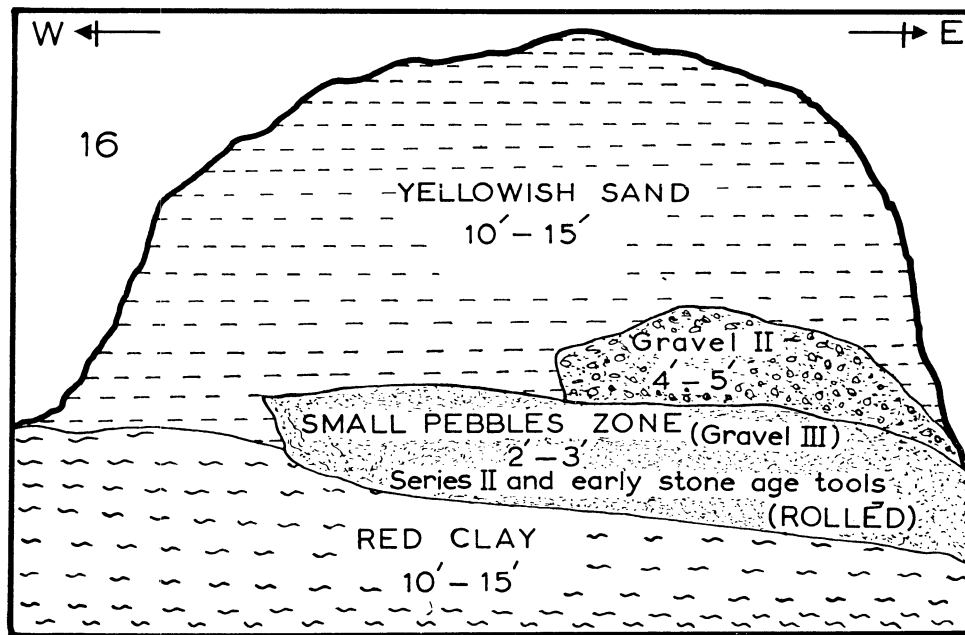 W E
16
YELLOWISH SAND
10′ – 15′
Gravel II
4′ – 5′
SMALL PEBBLES ZONE (Gravel III)
2′ – 3′
Series II and early stone age tools
(ROLLED)
RED CLAY
10′ – 15′